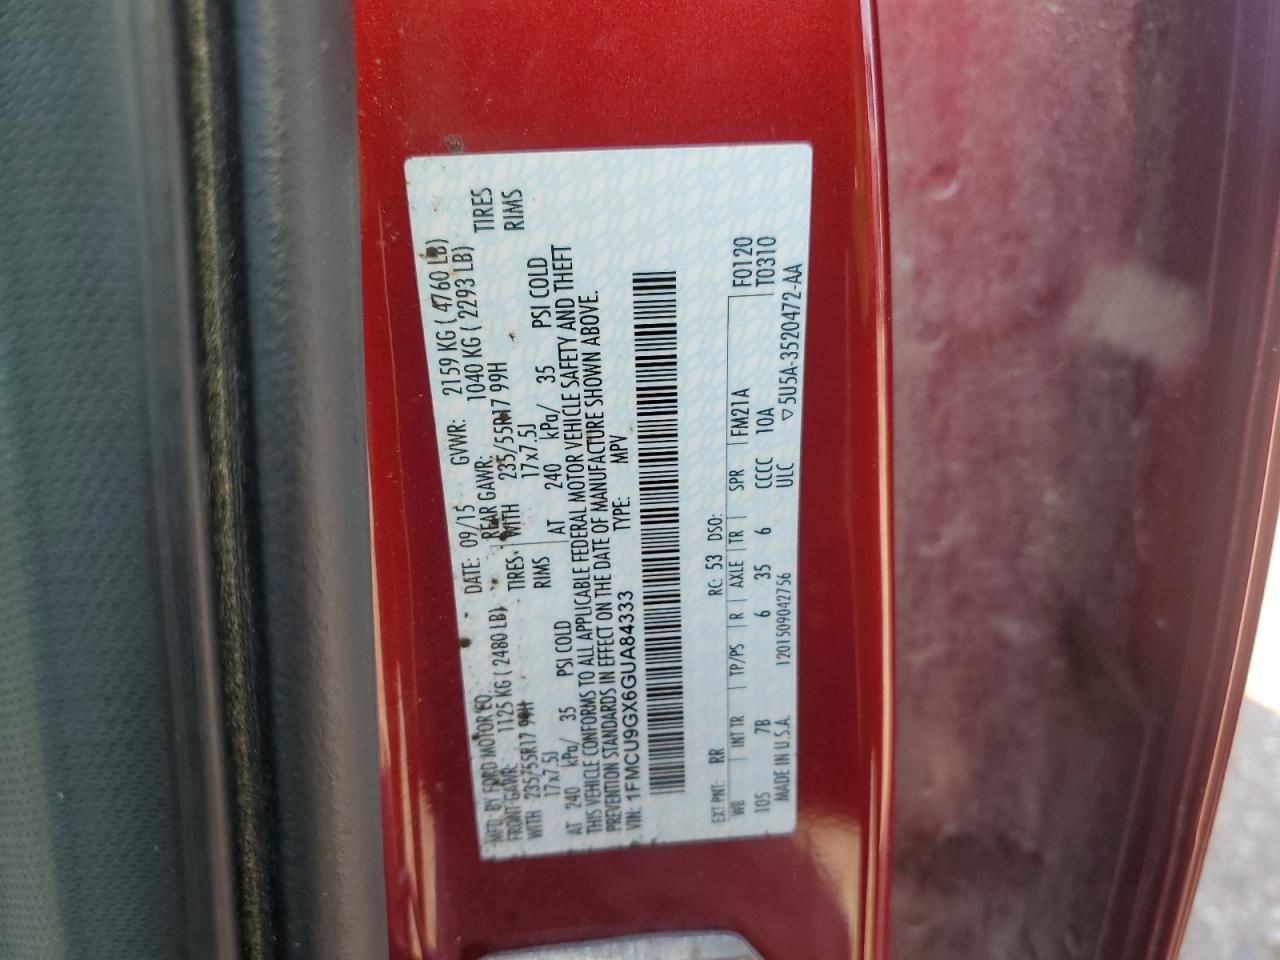 MFD. BY FORD MOTOR CO. DATE: 09/15 GVWR: 2159 KG ( 4760 LB)
FRONT GAWR: 1125 KG ( 2480 LB) REAR GAWR: 1040 KG ( 2293 LB)
WITH 235/55R17 99H TIRES WITH 235/55R17 99H TIRES
17x7.5J RIMS 17x7.5J RIMS
AT 240 kPa/ 35 PSI COLD AT 240 kPa/ 35 PSI COLD
THIS VEHICLE CONFORMS TO ALL APPLICABLE FEDERAL MOTOR VEHICLE SAFETY AND THEFT
PREVENTION STANDARDS IN EFFECT ON THE DATE OF MANUFACTURE SHOWN ABOVE.
VIN: 1FMCU9GX6GUA84333 TYPE: MPV
EXT PNT: RR RC: 53 DSO: F0120
WB INT TR TP/PS R AXLE TR SPR FM21A T0310
105 7B 6 35 6 CCCC 10A
MADE IN U.S.A. 1201509042756 ULC ▽5U5A-3520472-AA